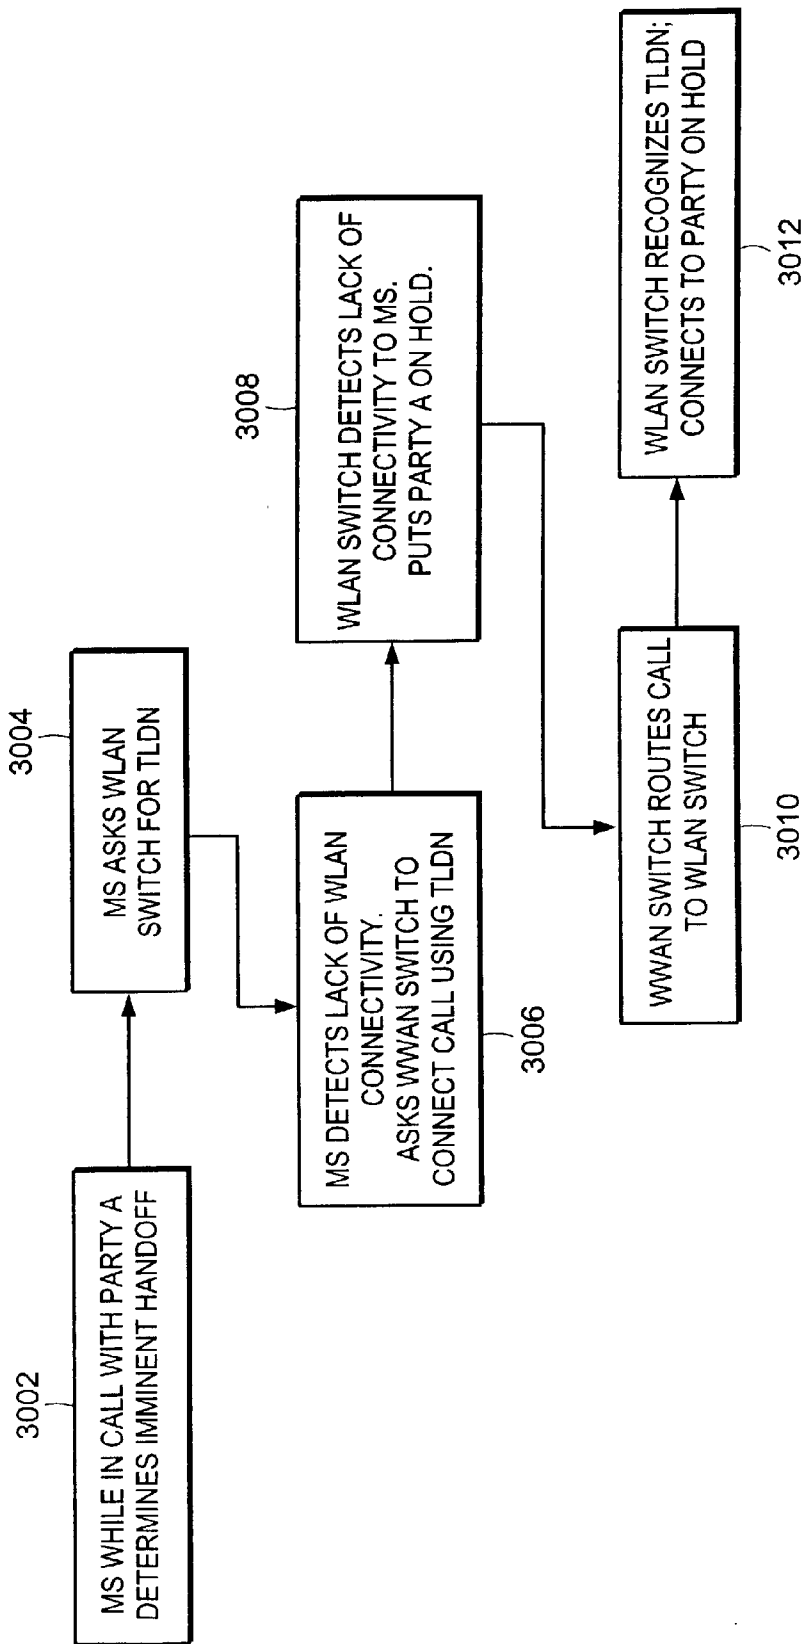 3002
MS WHILE IN CALL WITH PARTY A
DETERMINES IMMINENT HANDOFF
3004
MS ASKS WLAN
SWITCH FOR TLDN
MS DETECTS LACK OF WLAN
CONNECTIVITY.
ASKS WWAN SWITCH TO
CONNECT CALL USING TLDN
3006
3008
WLAN SWITCH DETECTS LACK OF
CONNECTIVITY TO MS.
PUTS PARTY A ON HOLD.
WWAN SWITCH ROUTES CALL
TO WLAN SWITCH
3010
WLAN SWITCH RECOGNIZES TLDN;
CONNECTS TO PARTY ON HOLD
3012